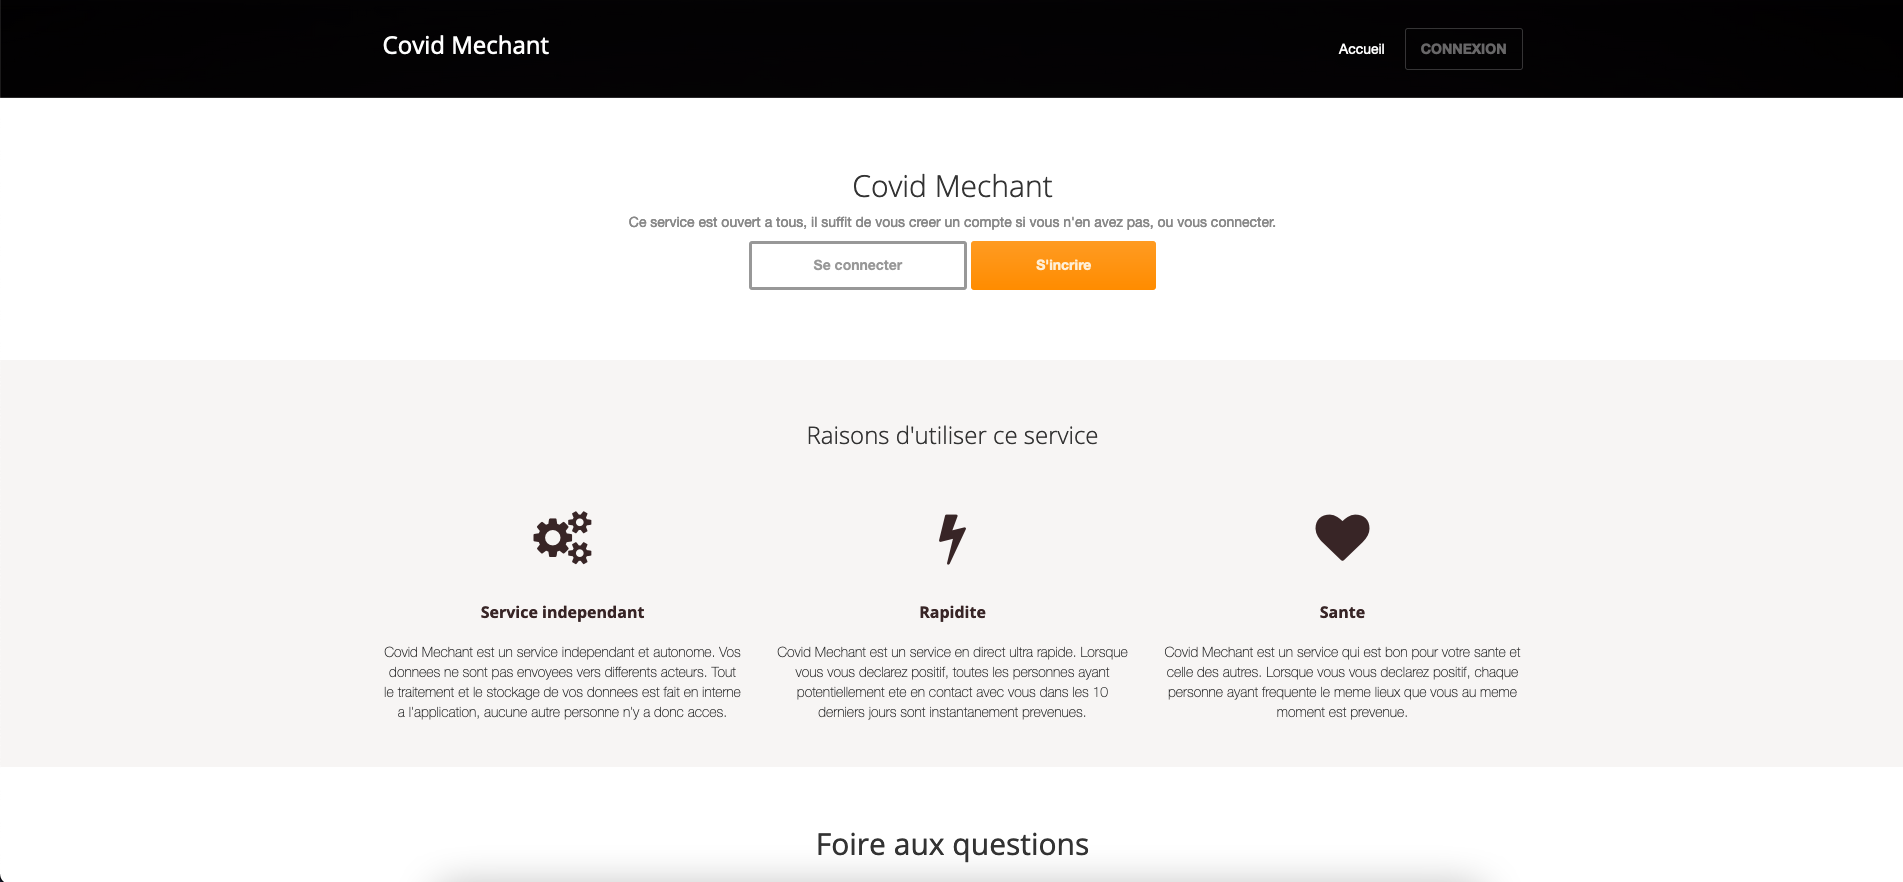 Covid Mechant
Accueil
CONNEXION
Covid Mechant
Ce service est ouvert a tous, il suffit de vous creer un compte si vous n'en avez pas, ou vous connecter.
Se connecter
S'incrire
Raisons d'utiliser ce service
Service independant
Covid Mechant est un service independant et autonome. Vos
donnees ne sont pas envoyees vers differents acteurs. Tout
le traitement et le stockage de vos donnees est fait en interne
a l'application, aucune autre personne n'y a donc acces.
Rapidite
Covid Mechant est un service en direct ultra rapide. Lorsque
vous vous declarez positif, toutes les personnes ayant
potentiellement ete en contact avec vous dans les 10
derniers jours sont instantanement prevenues.
Sante
Covid Mechant est un service qui est bon pour votre sante et
celle des autres. Lorsque vous vous declarez positif, chaque
personne ayant frequente le meme lieux que vous au meme
moment est prevenue.
Foire aux questions